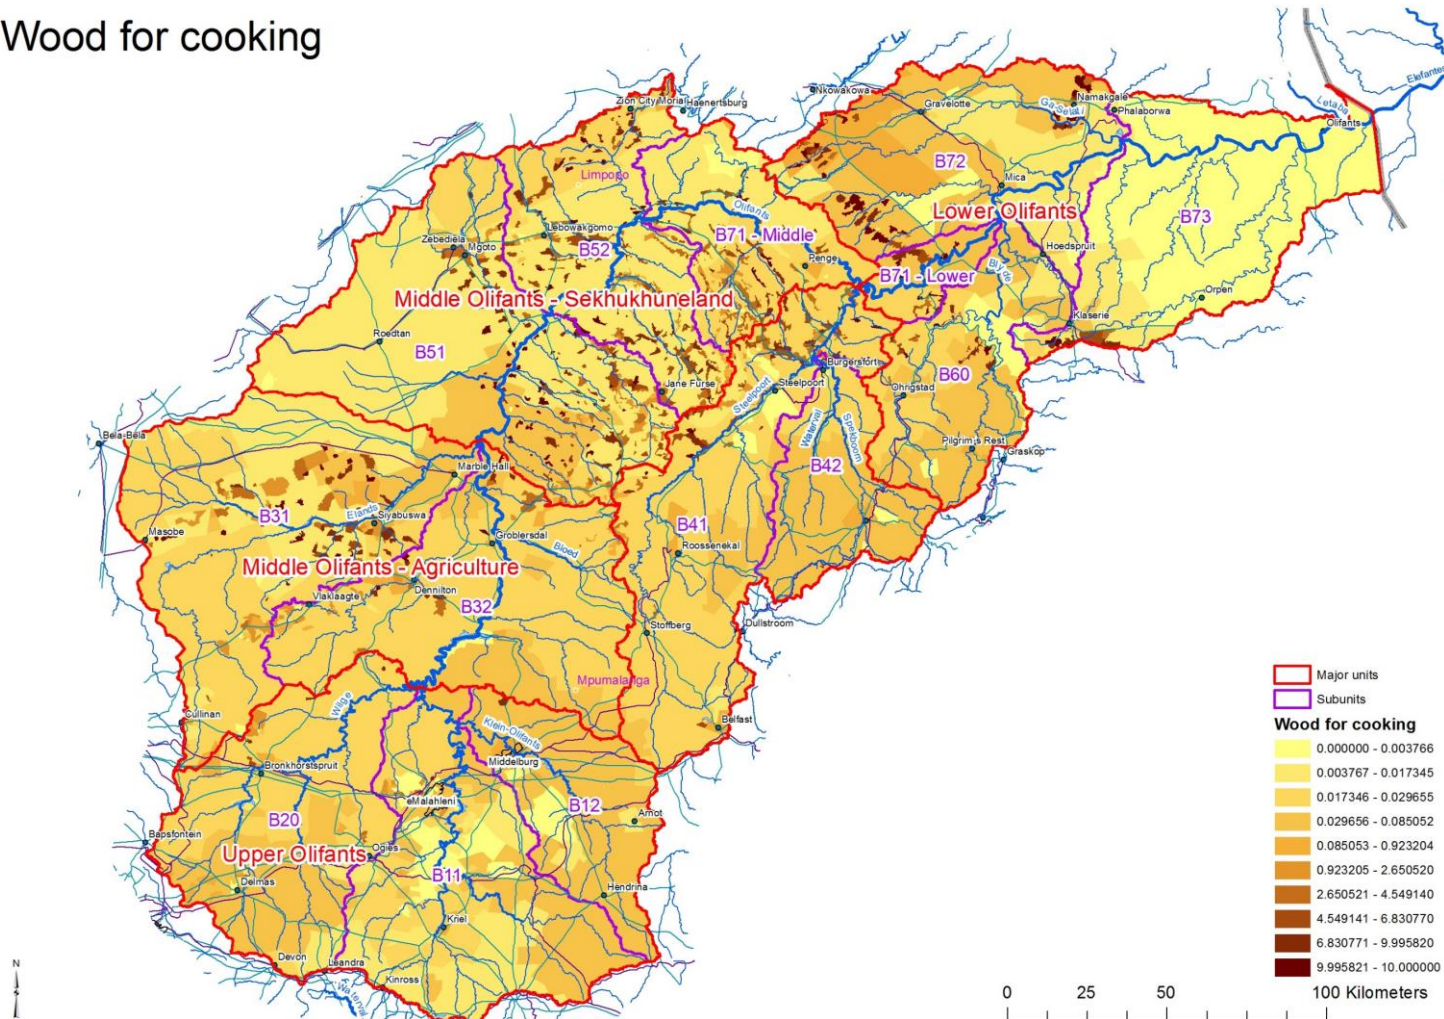 Wood for cooking
Elefantes
Nkowakowa
Namakgale
Zion City Moria
Haenertsburg
Gravelotte
Ga-Selati
Phalaborwa
Letaba
Olifants
B72
Limpopo
Mica
Olifants
Lower Olifants
B73
Lebowakgomo
B71 - Middle
Zebediela
Mgoto
B52
Hoedspruit
Penge
B71 - Lower
Blyde
Middle Olifants - Sekhukhuneland
Orpen
Klaserie
Roedtan
B51
Burgersfort
B60
Jane Furse
Steelpoort
Steelpoort
Ohrigstad
Waterval
Spekboom
Bela-Bela
Pilgrim's Rest
Graskop
Marble Hall
B42
B31
Elands
Siyabuswa
B41
Masobe
Groblersdal
Bloed
Roossenekal
Middle Olifants - Agriculture
Dennilton
Vlaklaagte
B32
Stoffberg
Dullstroom
Mpumalanga
Major units
Wilge
Subunits
Cullinan
Klein-Olifants
Belfast
Wood for cooking
0.000000 - 0.003766
Bronkhorstspruit
Middelburg
0.003767 - 0.017345
eMalahleni
0.017346 - 0.029655
B20
B12
Arnot
0.029656 - 0.085052
Bapsfontein
Ogies
0.085053 - 0.923204
Upper Olifants
0.923205 - 2.650520
Delmas
B11
Hendrina
2.650521 - 4.549140
Kriel
4.549141 - 6.830770
6.830771 - 9.995820
Devon
Leandra
9.995821 - 10.000000
N
Kinross
Waterval
0 25 50 100 Kilometers